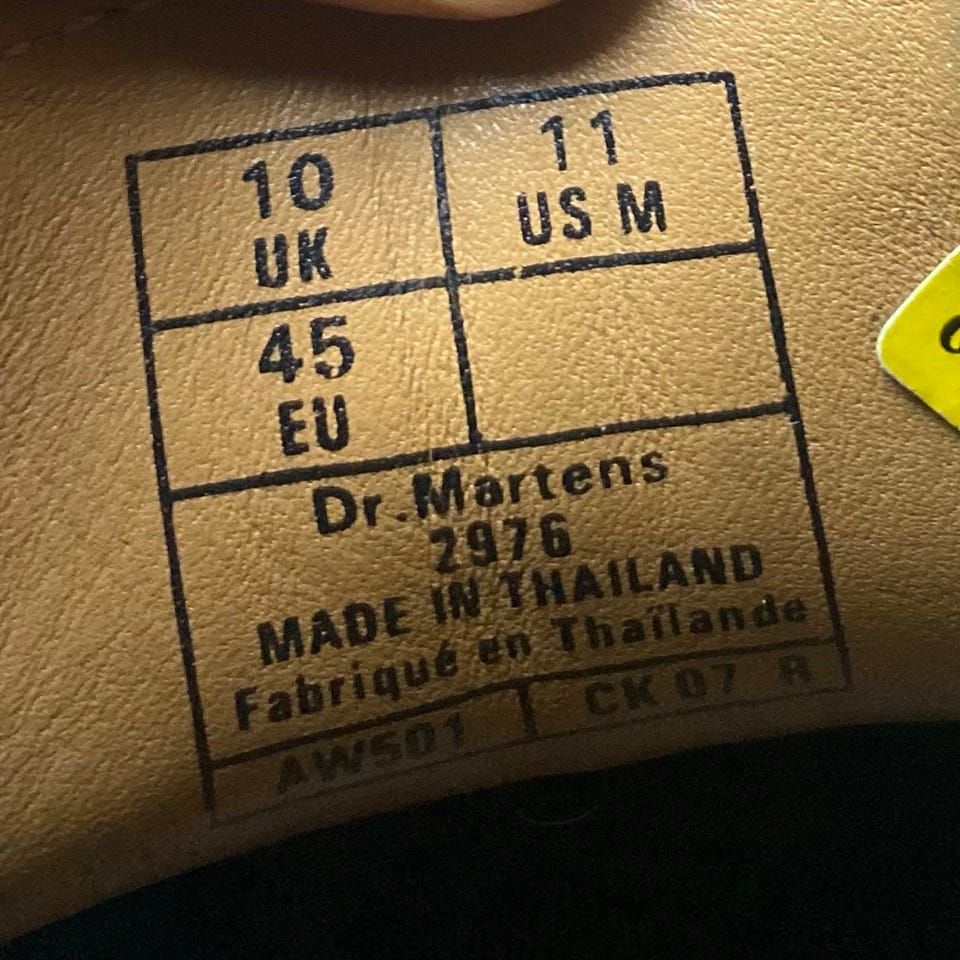 10
UK
11
US M
45
EU
Dr.Martens
2976
MADE IN THAILAND
Fabriqué en Thaïlande
AW501
CK 07 R